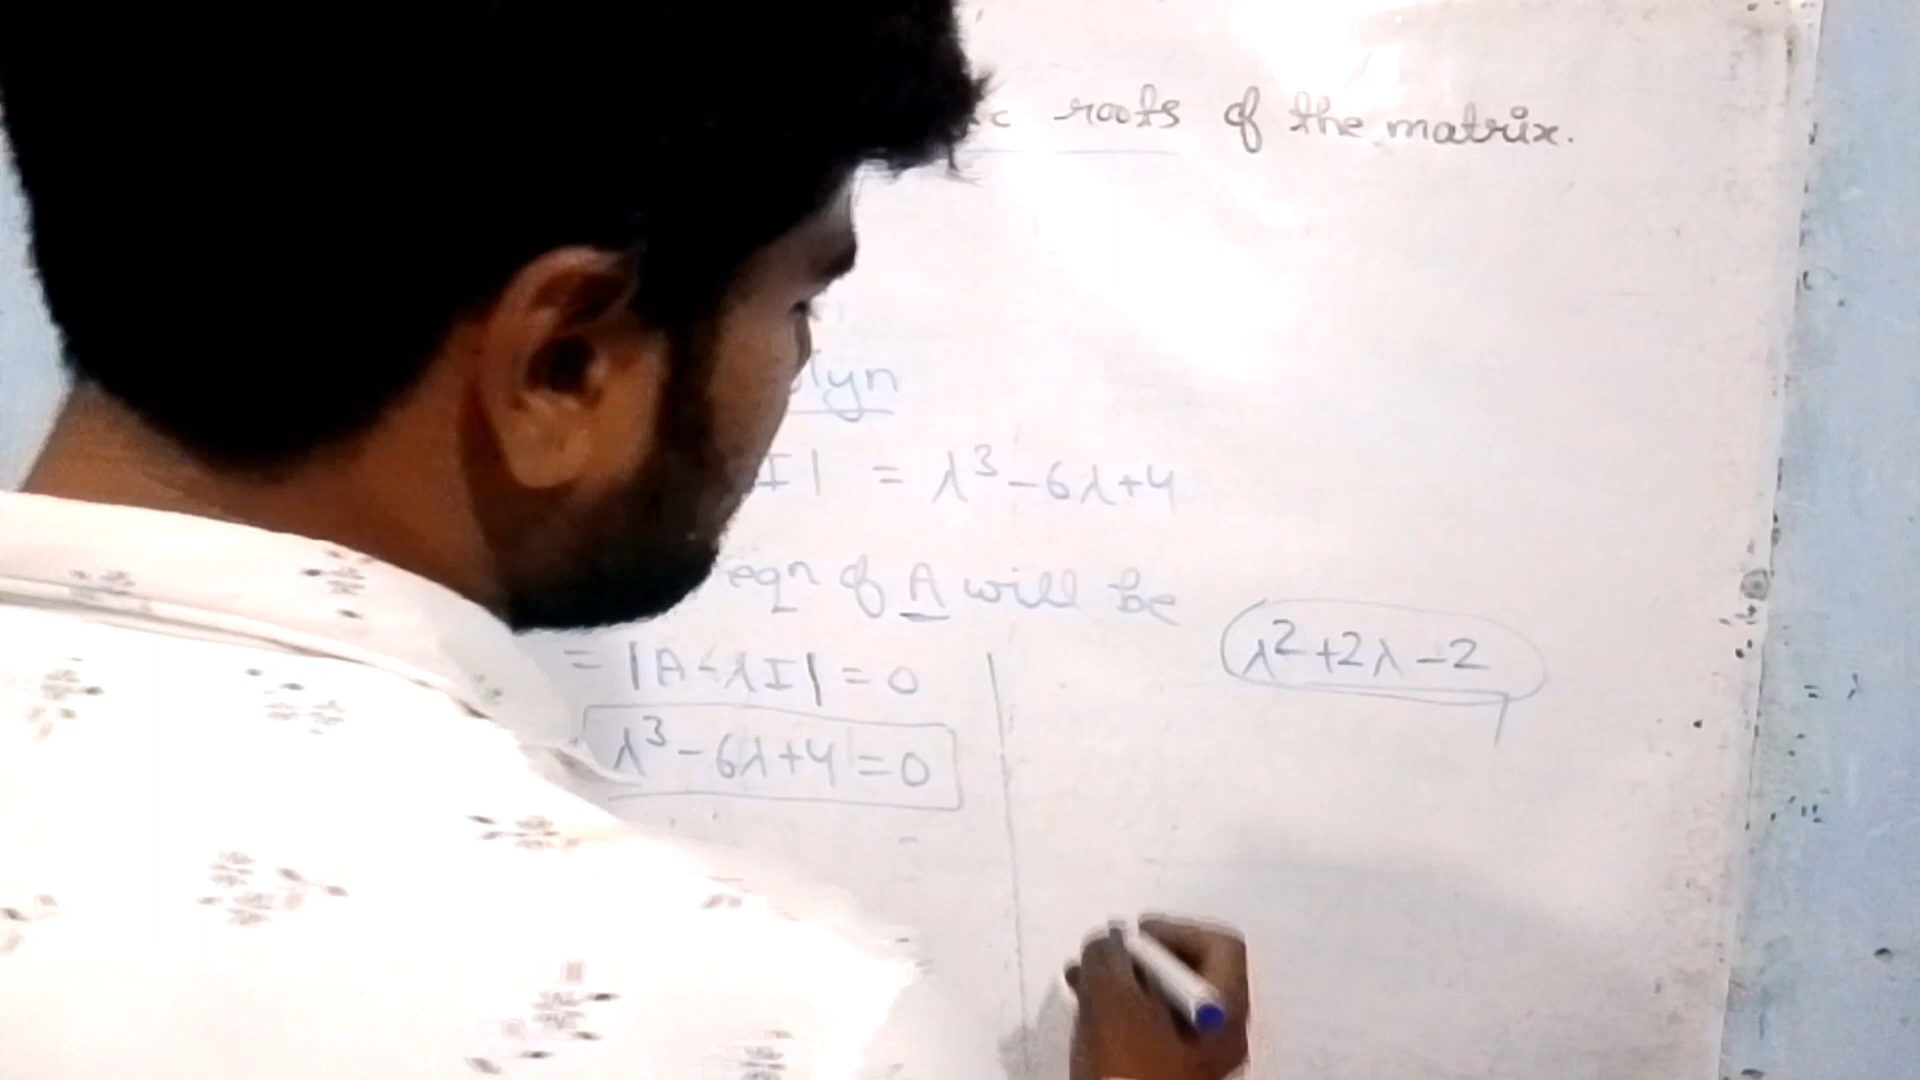 roots of the matrix.
I| = λ³-6λ+4
eqn of A will be
= |A-λI| = 0
λ²+2λ-2
λ³-6λ+4=0